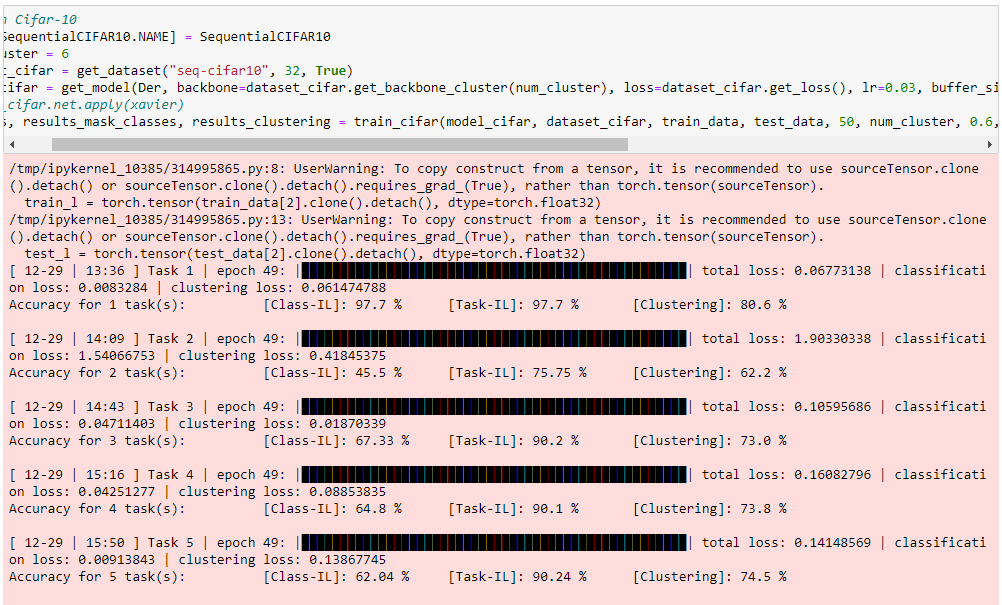 n Cifar-10
SequentialCIFAR10.NAME] = SequentialCIFAR10
uster = 6
t_cifar = get_dataset("seq-cifar10", 32, True)
cifar = get_model(Der, backbone=dataset_cifar.get_backbone_cluster(num_cluster), loss=dataset_cifar.get_loss(), lr=0.03, buffer_si
_cifar.net.apply(xavier)
s, results_mask_classes, results_clustering = train_cifar(model_cifar, dataset_cifar, train_data, test_data, 50, num_cluster, 0.6,
/tmp/ipykernel_10385/314995865.py:8: UserWarning: To copy construct from a tensor, it is recommended to use sourceTensor.clone
().detach() or sourceTensor.clone().detach().requires_grad_(True), rather than torch.tensor(sourceTensor).
train_l = torch.tensor(train_data[2].clone().detach(), dtype=torch.float32)
/tmp/ipykernel_10385/314995865.py:13: UserWarning: To copy construct from a tensor, it is recommended to use sourceTensor.clone
().detach() or sourceTensor.clone().detach().requires_grad_(True), rather than torch.tensor(sourceTensor).
test_l = torch.tensor(test_data[2].clone().detach(), dtype=torch.float32)
[ 12-29 | 13:36 ] Task 1 | epoch 49: | | total loss: 0.06773138 | classificati
on loss: 0.0083284 | clustering loss: 0.061474788
Accuracy for 1 task(s): [Class-IL]: 97.7 % [Task-IL]: 97.7 % [Clustering]: 80.6 %
[ 12-29 | 14:09 ] Task 2 | epoch 49: | | total loss: 1.90330338 | classificati
on loss: 1.54066753 | clustering loss: 0.41845375
Accuracy for 2 task(s): [Class-IL]: 45.5 % [Task-IL]: 75.75 % [Clustering]: 62.2 %
[ 12-29 | 14:43 ] Task 3 | epoch 49: | | total loss: 0.10595686 | classificati
on loss: 0.04711403 | clustering loss: 0.01870339
Accuracy for 3 task(s): [Class-IL]: 67.33 % [Task-IL]: 90.2 % [Clustering]: 73.0 %
[ 12-29 | 15:16 ] Task 4 | epoch 49: | | total loss: 0.16082796 | classificati
on loss: 0.04251277 | clustering loss: 0.08853835
Accuracy for 4 task(s): [Class-IL]: 64.8 % [Task-IL]: 90.1 % [Clustering]: 73.8 %
[ 12-29 | 15:50 ] Task 5 | epoch 49: | | total loss: 0.14148569 | classificati
on loss: 0.00913843 | clustering loss: 0.13867745
Accuracy for 5 task(s): [Class-IL]: 62.04 % [Task-IL]: 90.24 % [Clustering]: 74.5 %